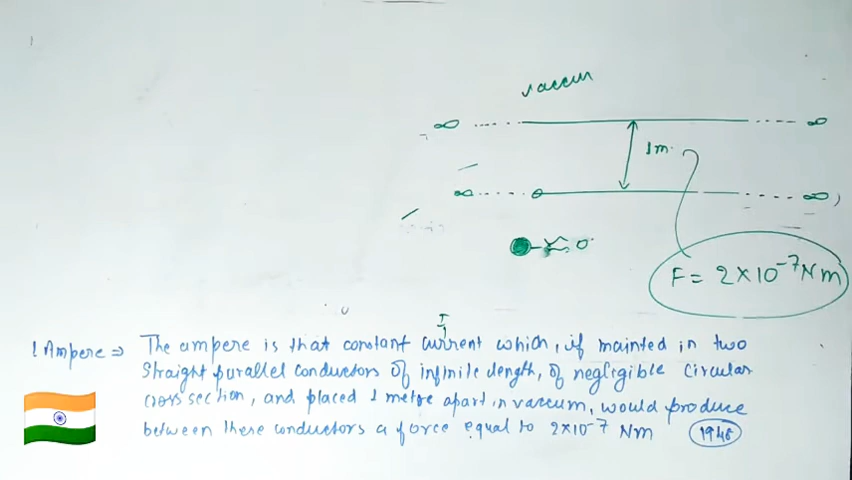 vaccum
∞ ∞
1m.
∞ ∞
F = 2×10⁻⁷ Nm
I
1 Ampere ⇒ The ampere is that constant current which, if mainted in two
straight parallel conductors of infinite length, of negligible circular
cross section, and placed 1 metre apart in vaccum, would produce
between these conductors a force equal to 2×10⁻⁷ Nm 1948